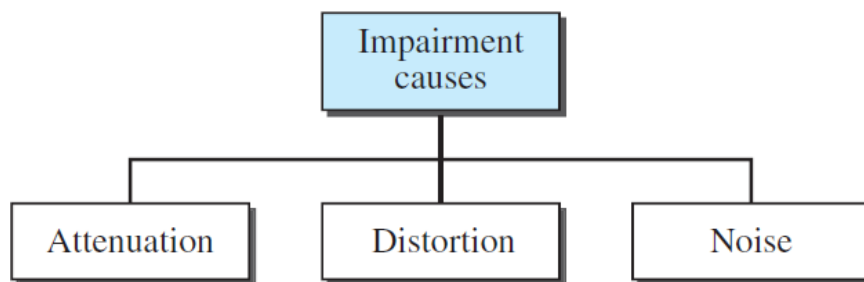 Impairment
causes
Attenuation
Distortion
Noise